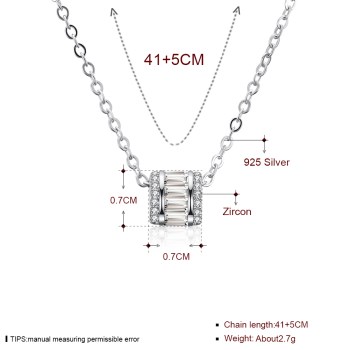 41+5CM
925 Silver
0.7CM
Zircon
0.7CM
Chain length:41+5CM
Weight: About2.7g
TIPS:manual measuring permissible error